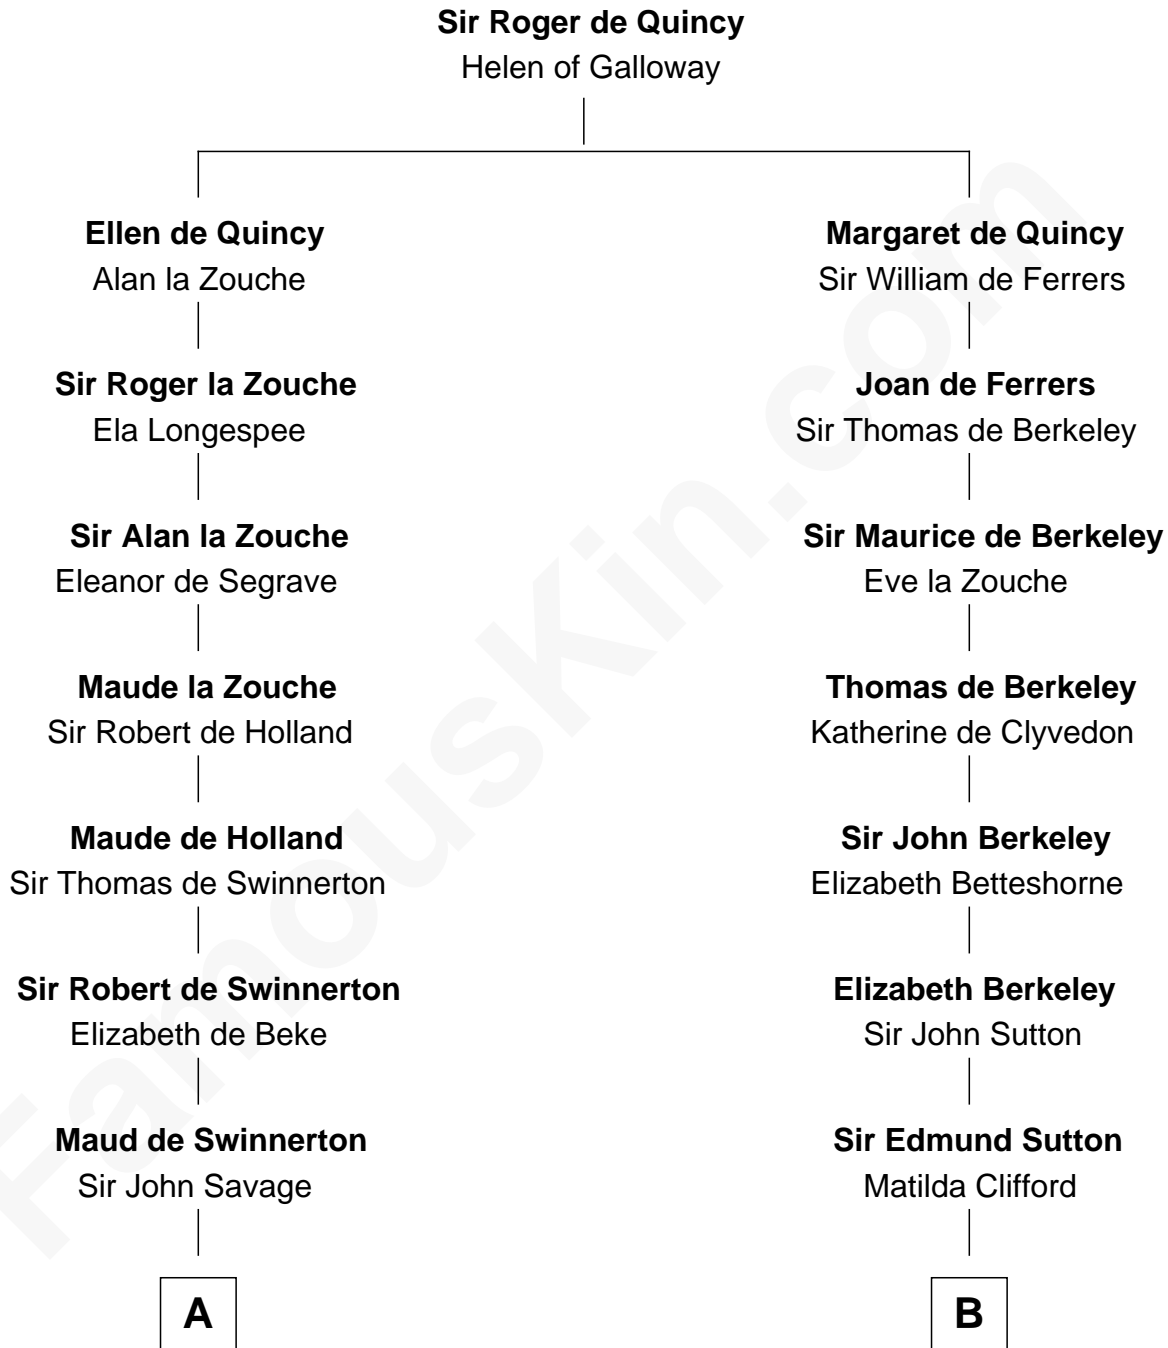 Sir Roger de Quincy
Helen of Galloway
Ellen de Quincy
Alan la Zouche
Margaret de Quincy
Sir William de Ferrers
Sir Roger la Zouche
Ela Longespee
Joan de Ferrers
Sir Thomas de Berkeley
Sir Alan la Zouche
Eleanor de Segrave
Sir Maurice de Berkeley
Eve la Zouche
Maude la Zouche
Sir Robert de Holland
Thomas de Berkeley
Katherine de Clyvedon
Maude de Holland
Sir Thomas de Swinnerton
Sir John Berkeley
Elizabeth Betteshorne
Sir Robert de Swinnerton
Elizabeth de Beke
Elizabeth Berkeley
Sir John Sutton
Maud de Swinnerton
Sir John Savage
Sir Edmund Sutton
Matilda Clifford
A
B
FamousKin.com